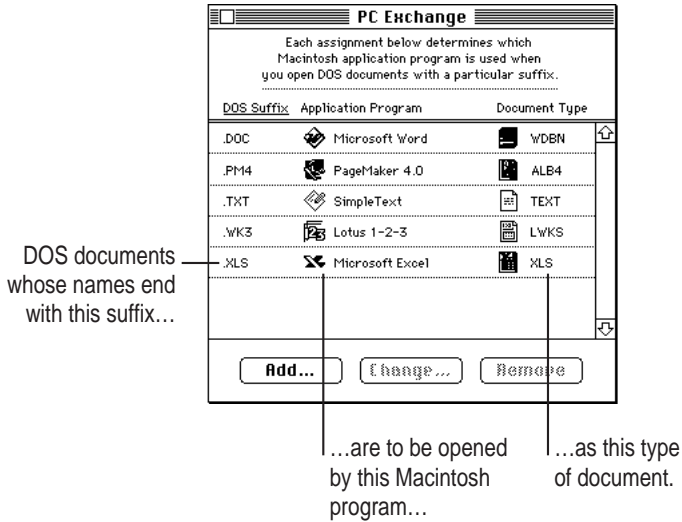 PC Exchange
Each assignment below determines which
Macintosh application program is used when
you open DOS documents with a particular suffix.
DOS Suffix Application Program Document Type
.DOC Microsoft Word WDBN
.PM4 PageMaker 4.0 ALB4
.TXT SimpleText TEXT
.WK3 Lotus 1-2-3 LWKS
.XLS Microsoft Excel XLS
DOS documents
whose names end
with this suffix…
Add... Change... Remove
…are to be opened
by this Macintosh
program…
…as this type
of document.